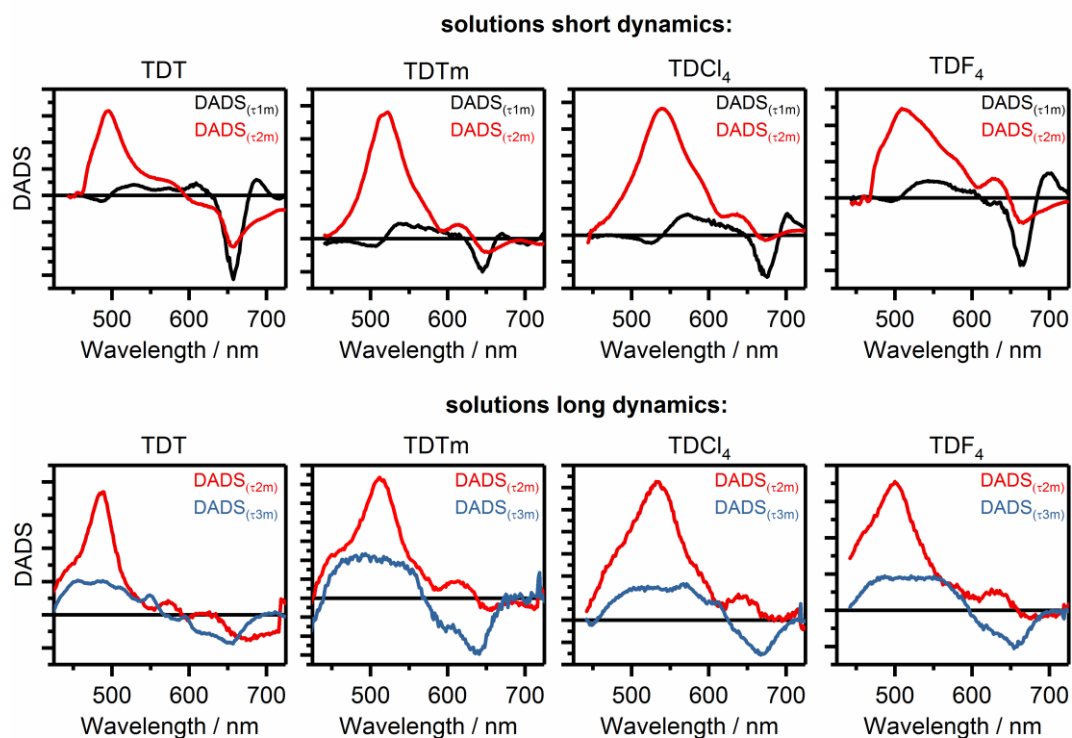 solutions short dynamics:
TDT TDTm TDCl₄ TDF₄
DADS
DADS(τ1m) DADS(τ1m) DADS(τ1m) DADS(τ1m)
DADS(τ2m) DADS(τ2m) DADS(τ2m) DADS(τ2m)
500 600 700 500 600 700 500 600 700 500 600 700
Wavelength / nm Wavelength / nm Wavelength / nm Wavelength / nm
solutions long dynamics:
TDT TDTm TDCl₄ TDF₄
DADS
DADS(τ2m) DADS(τ2m) DADS(τ2m) DADS(τ2m)
DADS(τ3m) DADS(τ3m) DADS(τ3m) DADS(τ3m)
500 600 700 500 600 700 500 600 700 500 600 700
Wavelength / nm Wavelength / nm Wavelength / nm Wavelength / nm